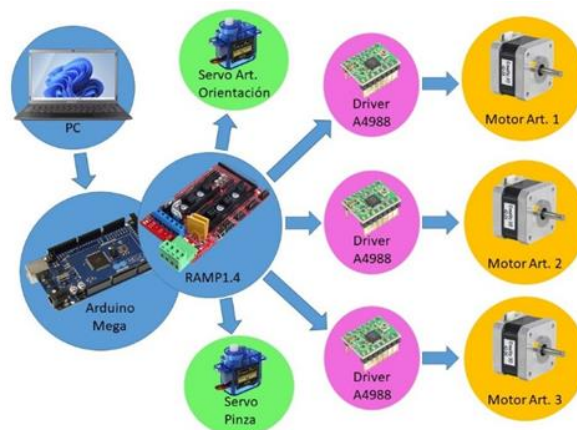 PC
Servo Art.
Orientación
Driver
A4988
Motor Art. 1
Arduino
Mega
RAMP1.4
Driver
A4988
Motor Art. 2
Servo
Pinza
Driver
A4988
Motor Art. 3